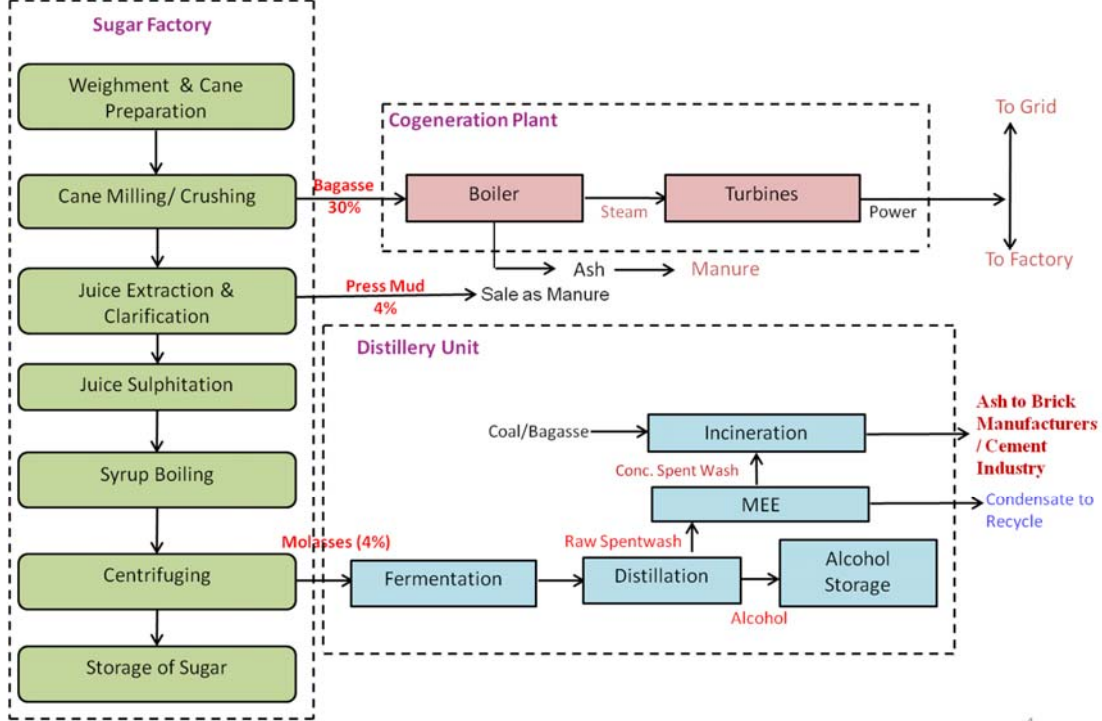 Sugar Factory
Weighment & Cane
Preparation
Cane Milling/ Crushing
Juice Extraction &
Clarification
Juice Sulphitation
Syrup Boiling
Centrifuging
Storage of Sugar
Bagasse
30%
Press Mud
4%
Sale as Manure
Molasses (4%)
Cogeneration Plant
Boiler
Steam
Turbines
Power
To Grid
To Factory
Ash
Manure
Distillery Unit
Coal/Bagasse
Incineration
Ash to Brick
Manufacturers
/ Cement
Industry
Conc. Spent Wash
MEE
Condensate to
Recycle
Raw Spentwash
Fermentation
Distillation
Alcohol
Storage
Alcohol